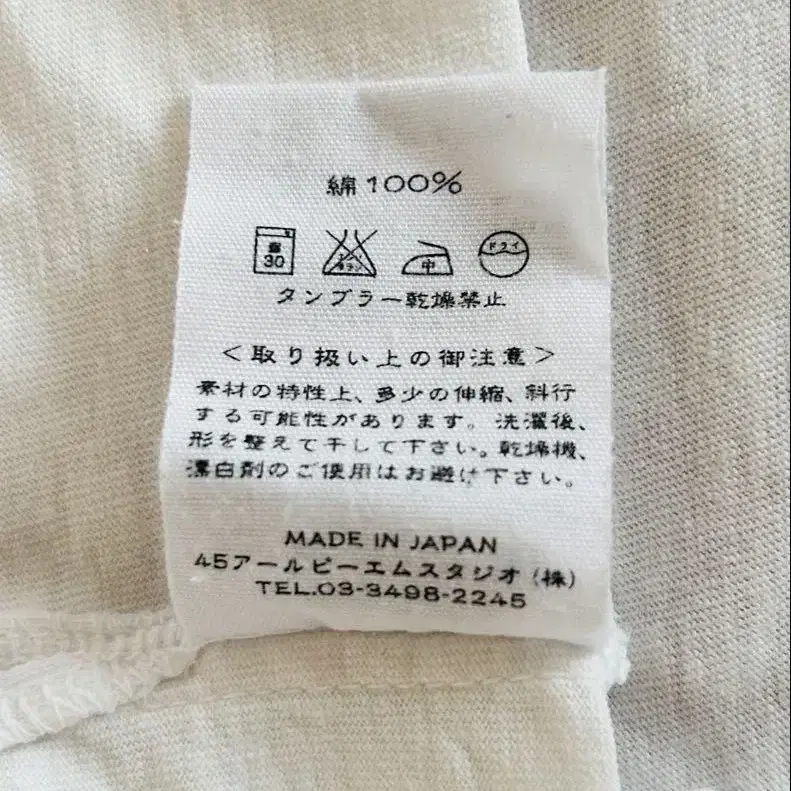 綿100%
30
中
ドライ
タンブラー乾燥禁止
<取り扱い上の御注意>
素材の特性上、多少の伸縮、斜行
する可能性があります。洗濯後、
形を整えて干して下さい。乾燥機、
漂白剤のご使用はお避け下さい。
MADE IN JAPAN
45アールピーエムスタジオ(株)
TEL.03-3498-2245